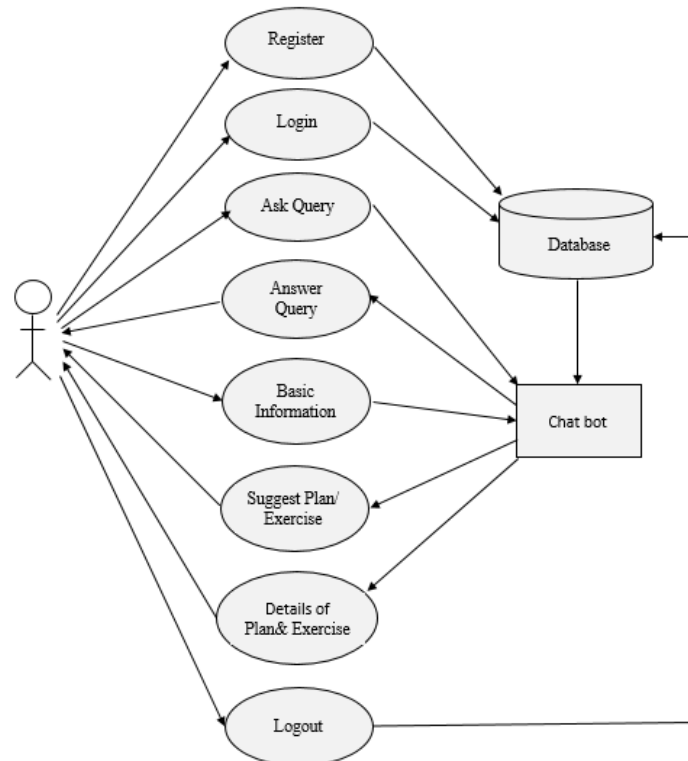 Register
Login
Ask Query
Database
Answer
Query
Basic
Information
Chat bot
Suggest Plan/
Exercise
Details of
Plan& Exercise
Logout